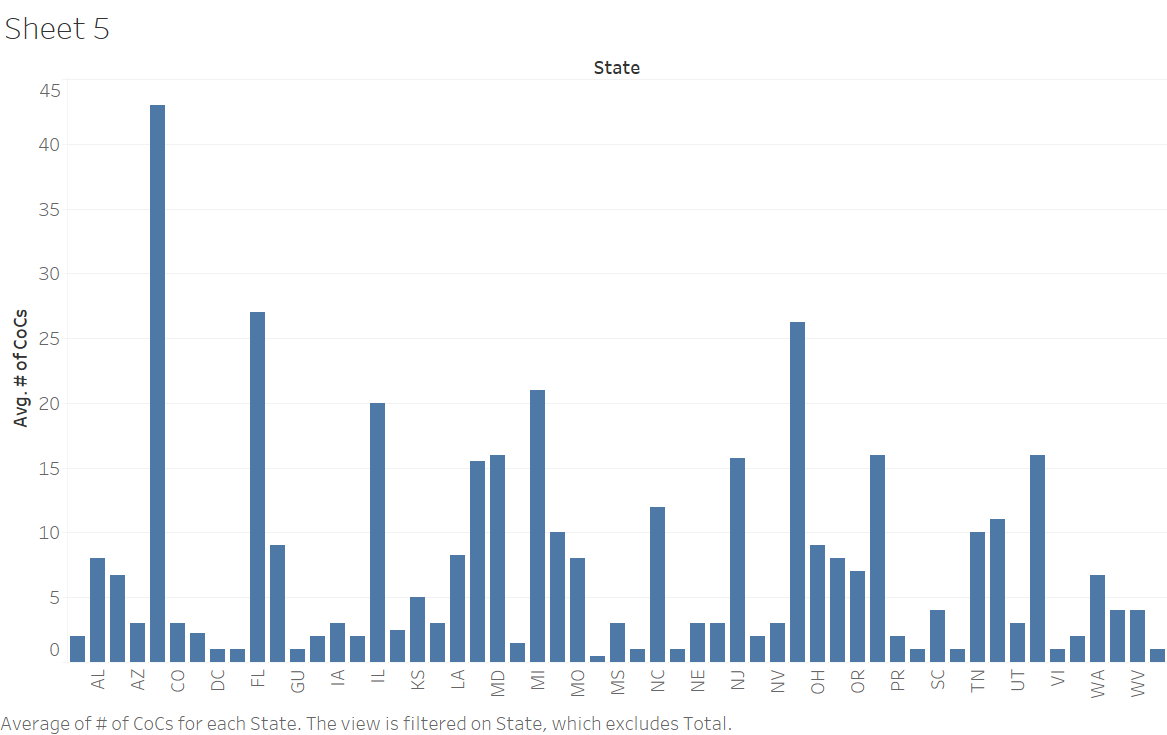 Sheet 5
State
Avg. # of CoCs
45
40
35
30
25
20
15
10
5
0
AL
AZ
CO
DC
FL
GU
IA
IL
KS
LA
MD
MI
MO
MS
NC
NE
NJ
NV
OH
OR
PR
SC
TN
UT
VI
WA
WV
Average of # of CoCs for each State. The view is filtered on State, which excludes Total.